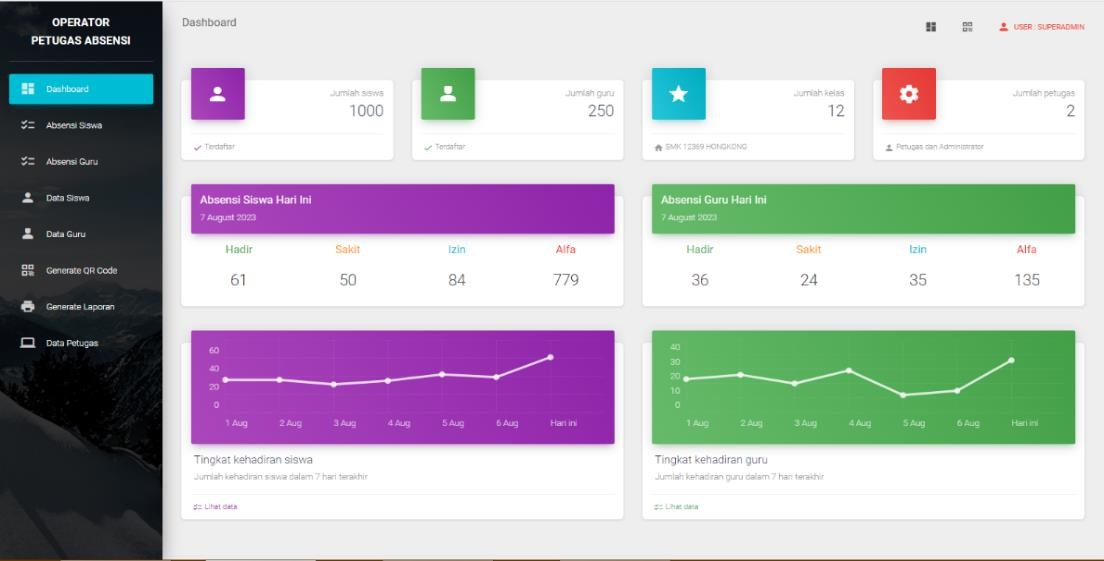 OPERATOR
PETUGAS ABSENSI
Dashboard
Absensi Siswa
Absensi Guru
Data Siswa
Data Guru
Generate QR Code
Generate Laporan
Data Petugas
Dashboard
USER : SUPERADMIN
Jumlah siswa
1000
Terdaftar
Jumlah guru
250
Terdaftar
Jumlah kelas
12
SMK 12369 HONGKONG
Jumlah petugas
2
Petugas dan Administrator
Absensi Siswa Hari Ini
7 August 2023
Hadir Sakit Izin Alfa
61 50 84 779
Absensi Guru Hari Ini
7 August 2023
Hadir Sakit Izin Alfa
36 24 35 135
60
40
20
0
1 Aug 2 Aug 3 Aug 4 Aug 5 Aug 6 Aug Hari ini
Tingkat kehadiran siswa
Jumlah kehadiran siswa dalam 7 hari terakhir
Lihat data
40
30
20
10
0
1 Aug 2 Aug 3 Aug 4 Aug 5 Aug 6 Aug Hari ini
Tingkat kehadiran guru
Jumlah kehadiran guru dalam 7 hari terakhir
Lihat data